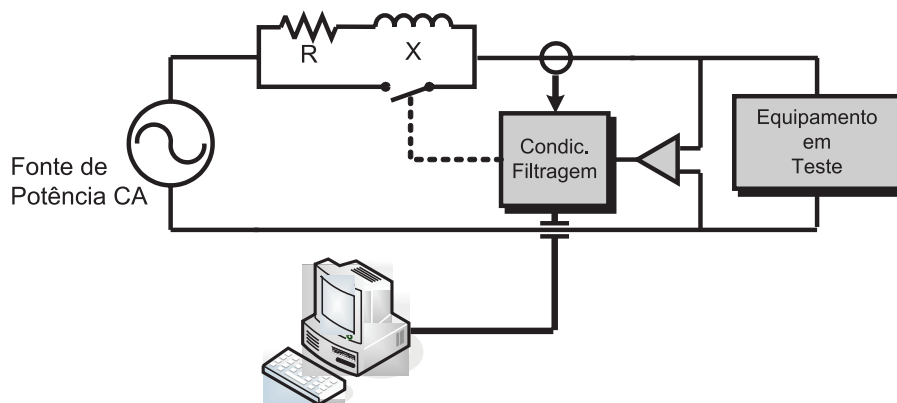 R
X
Fonte de
Potência CA
Condic.
Filtragem
Equipamento
em
Teste